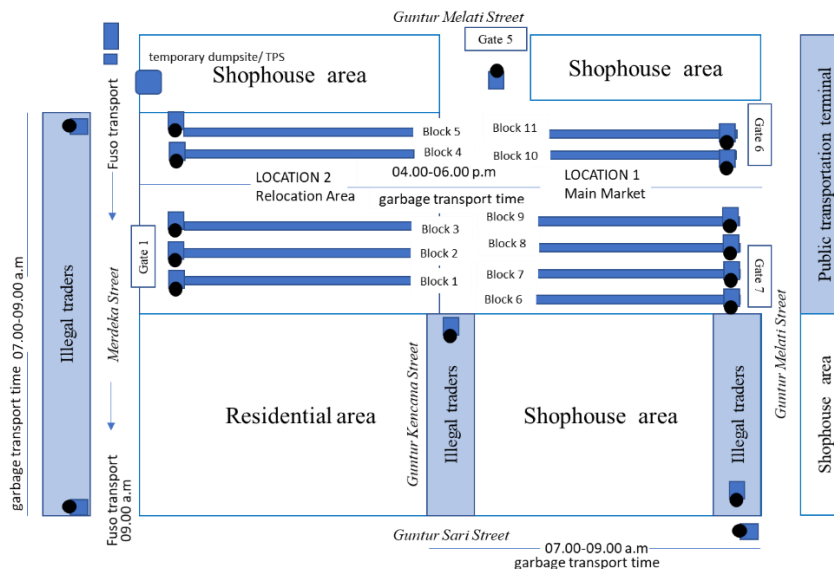 Guntur Melati Street
Gate 5
temporary dumpsite/ TPS
Shophouse area
Shophouse area
Public transportation terminal
Fuso transport
Block 5
Block 11
Gate 6
Block 4
Block 10
04.00-06.00 p.m
LOCATION 2
Relocation Area
LOCATION 1
Main Market
garbage transport time
Gate 1
Block 3
Block 9
Block 2
Block 8
Block 1
Block 7
Gate 7
Block 6
garbage transport time 07.00-09.00 a.m
Illegal traders
Merdeka Street
Fuso transport
09.00 a.m
Residential area
Guntur Kencana Street
Illegal traders
Shophouse area
Illegal traders
Guntur Melati Street
Shophouse area
Guntur Sari Street
07.00-09.00 a.m
garbage transport time